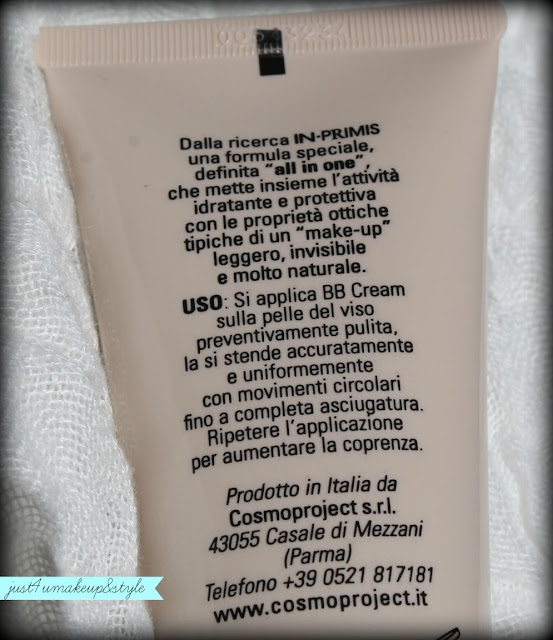 Dalla ricerca IN-PRIMIS
una formula speciale,
definita "all in one",
che mette insieme l'attività
idratante e protettiva
con le proprietà ottiche
tipiche di un "make-up"
leggero, invisibile
e molto naturale.
USO: Si applica BB Cream
sulla pelle del viso
preventivamente pulita,
la si stende accuratamente
e uniformemente
con movimenti circolari
fino a completa asciugatura.
Ripetere l'applicazione
per aumentare la coprenza.
Prodotto in Italia da
Cosmoproject s.r.l.
43055 Casale di Mezzani
(Parma)
Telefono +39 0521 817181
www.cosmoproject.it
just4umakeup&style